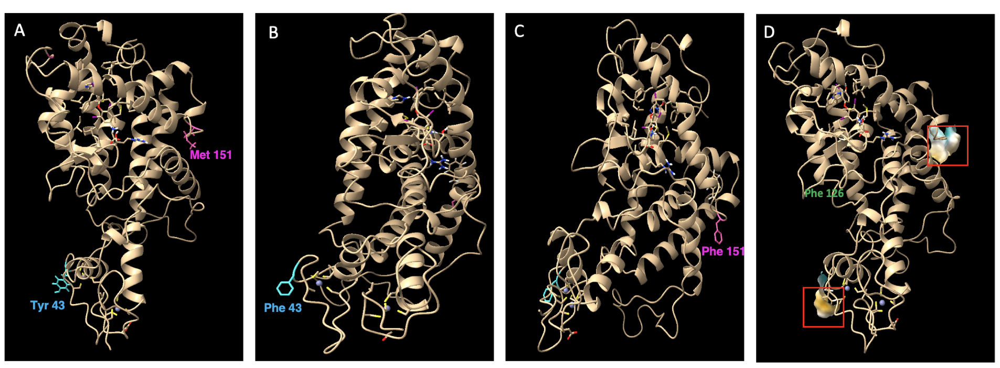 A
Met 151
Tyr 43
B
Phe 43
C
Phe 151
D
Phe 126